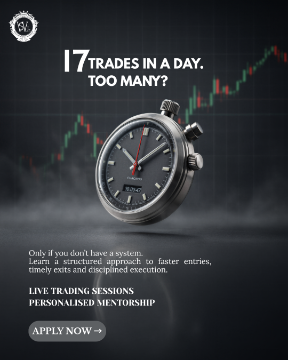 17 TRADES IN A DAY.
TOO MANY?
Only if you don't have a system.
Learn a structured approach to faster entries,
timely exits and disciplined execution.
LIVE TRADING SESSIONS
PERSONALISED MENTORSHIP
APPLY NOW →